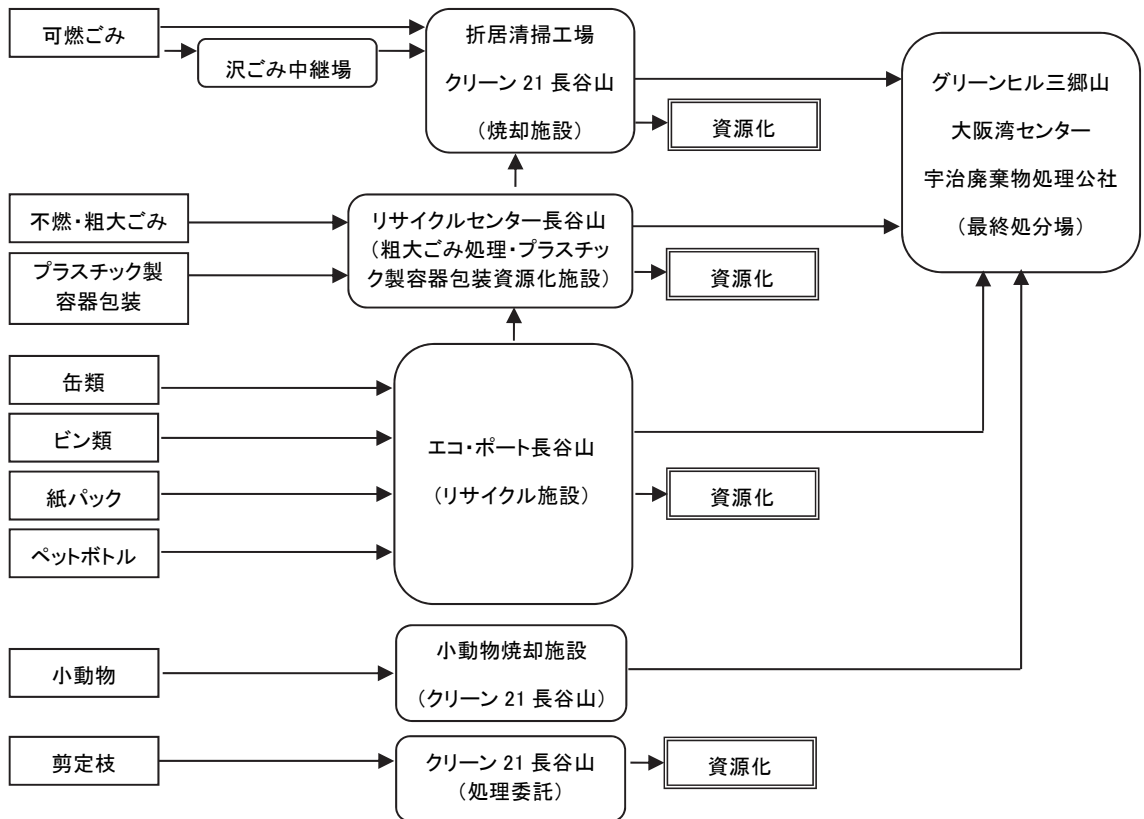 可燃ごみ
沢ごみ中継場
折居清掃工場
クリーン 21 長谷山
（焼却施設）
資源化
グリーンヒル三郷山
大阪湾センター
宇治廃棄物処理公社
（最終処分場）
不燃・粗大ごみ
プラスチック製
容器包装
リサイクルセンター長谷山
（粗大ごみ処理・プラスチッ
ク製容器包装資源化施設）
資源化
缶類
ビン類
紙パック
ペットボトル
エコ・ポート長谷山
（リサイクル施設）
資源化
小動物
小動物焼却施設
（クリーン 21 長谷山）
剪定枝
クリーン 21 長谷山
（処理委託）
資源化